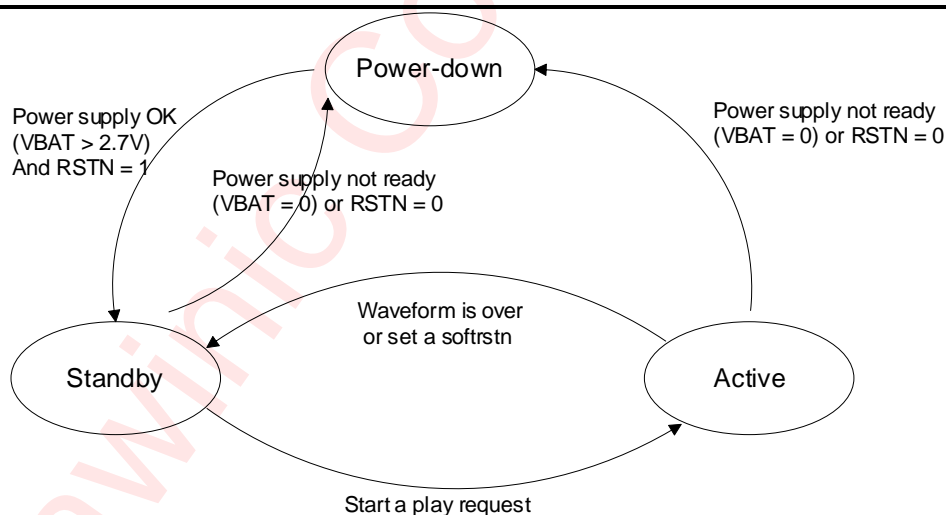 Power-down
Power supply OK
(VBAT > 2.7V)
And RSTN = 1
Power supply not ready
(VBAT = 0) or RSTN = 0
Power supply not ready
(VBAT = 0) or RSTN = 0
Waveform is over
or set a softrstn
Standby
Active
Start a play request